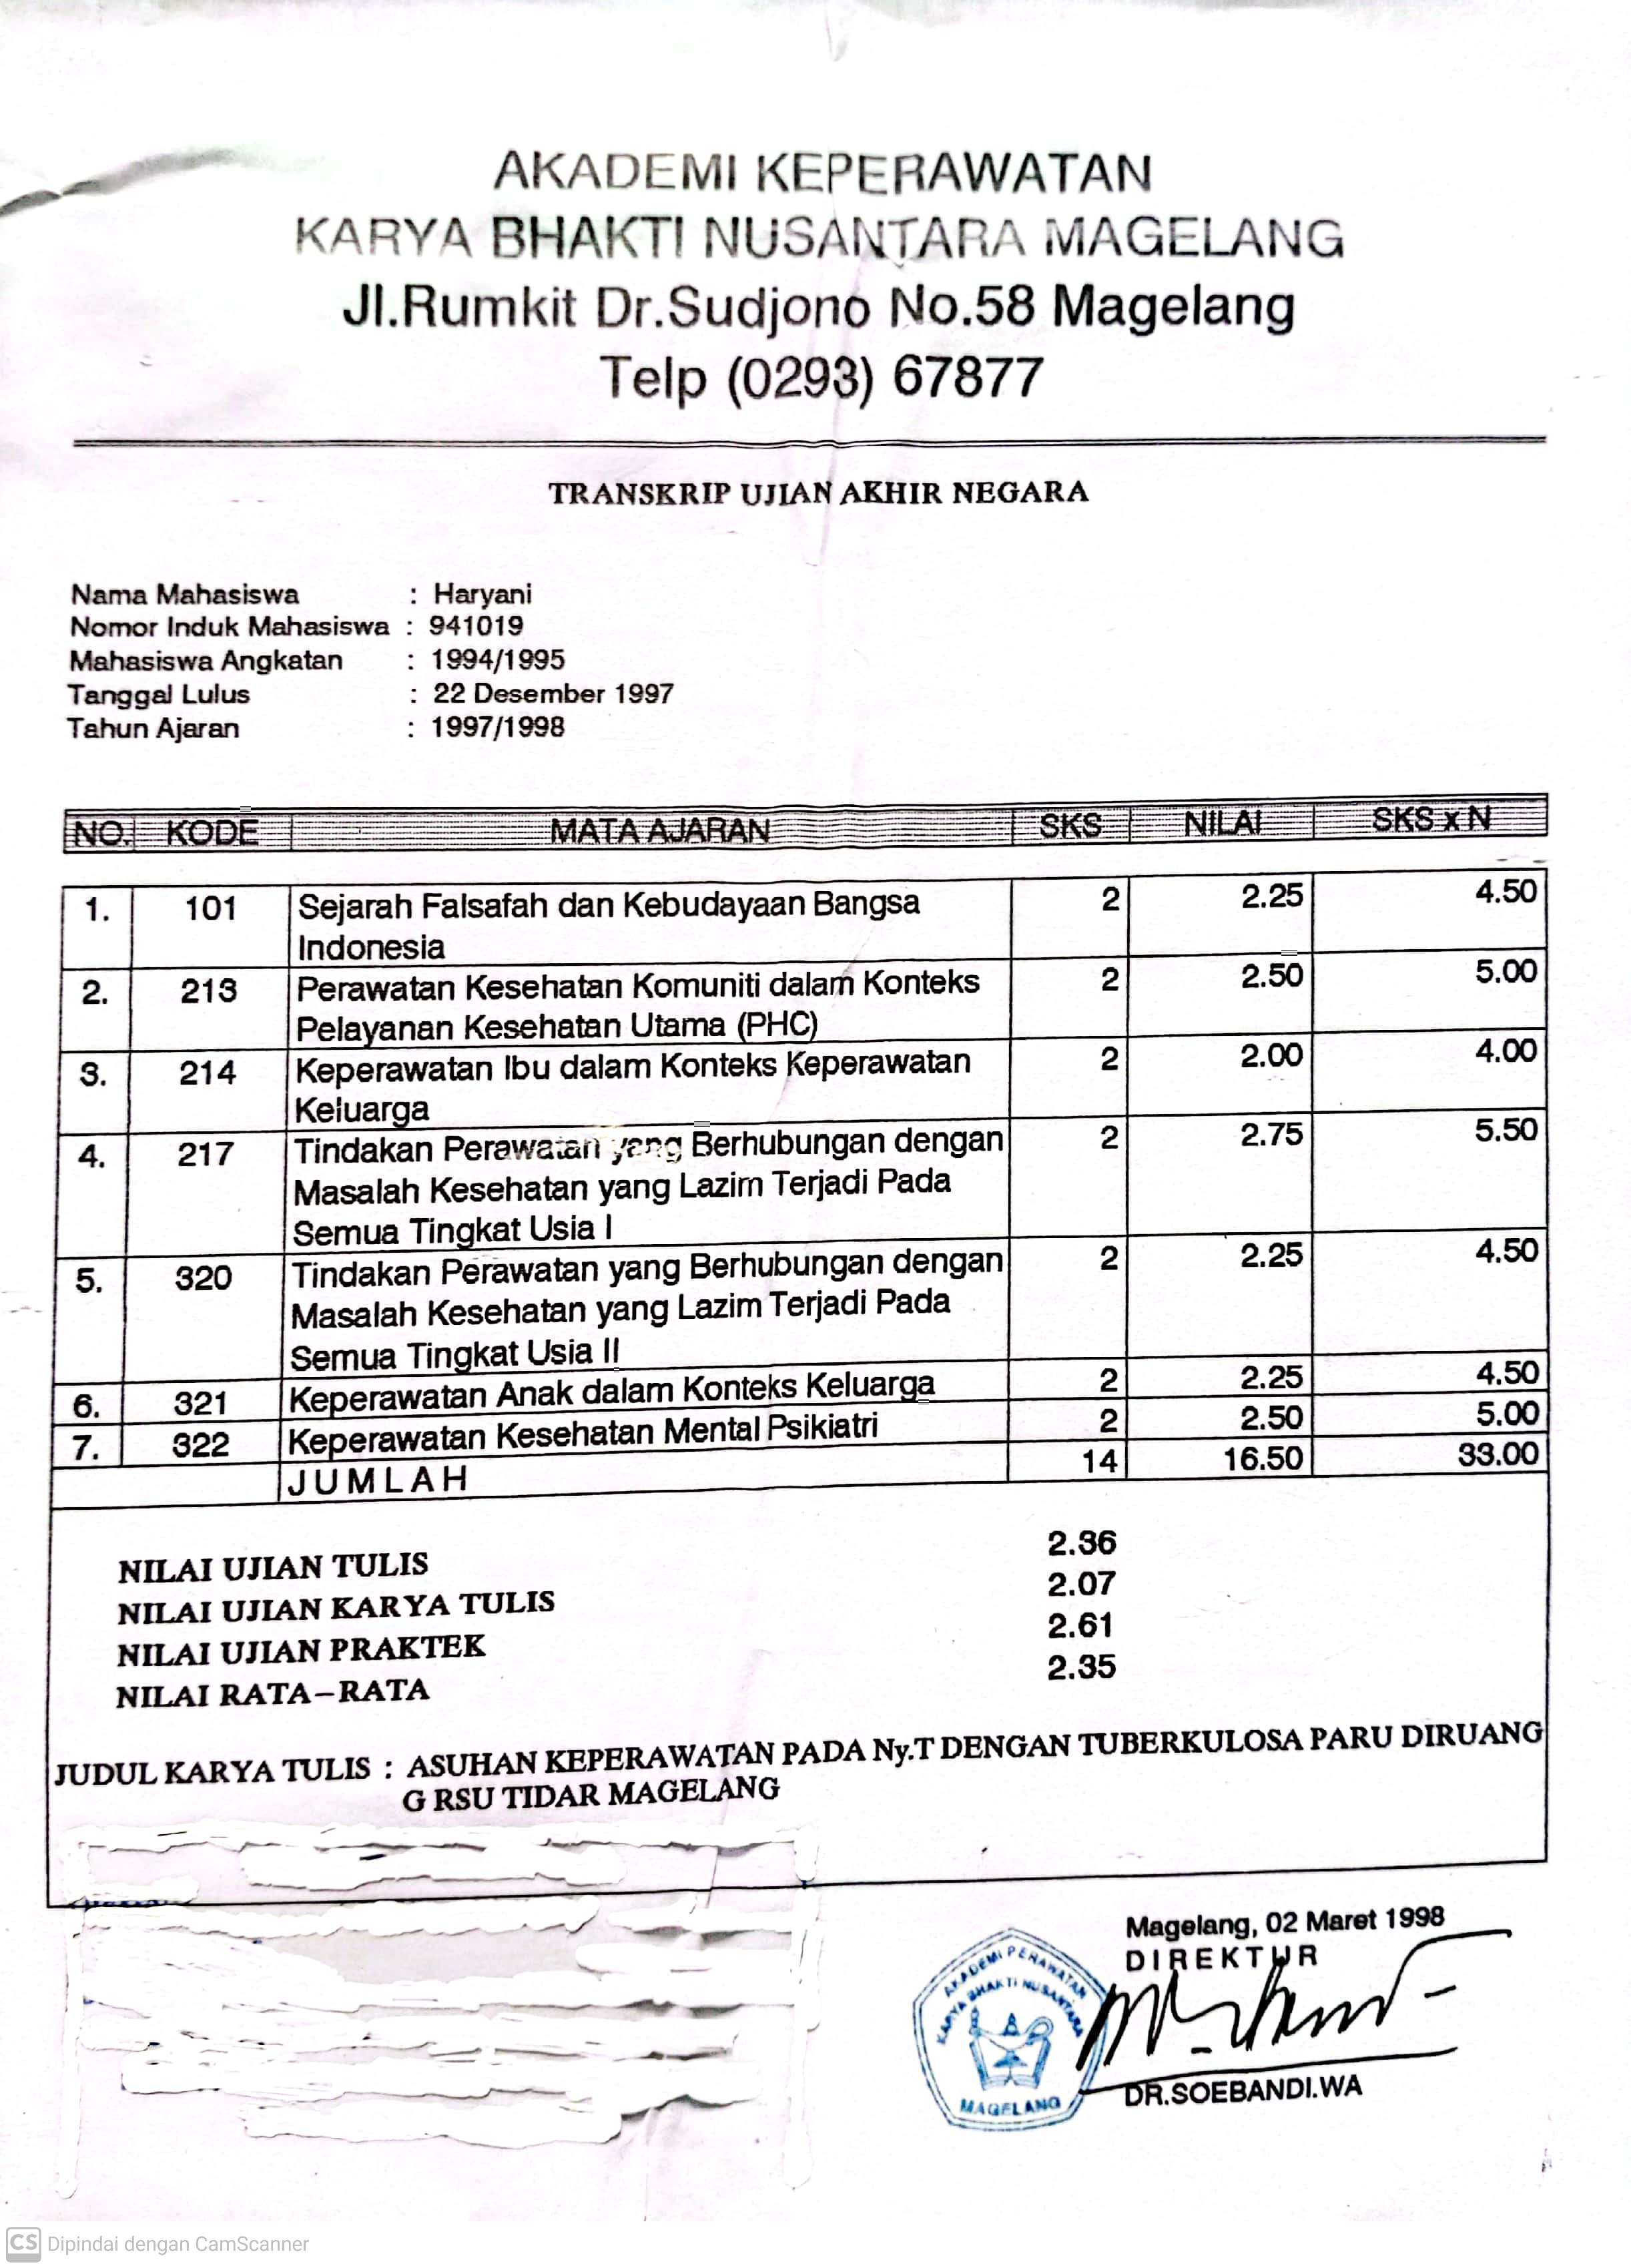 AKADEMI KEPERAWATAN
KARYA BHAKTI NUSANTARA MAGELANG
Jl.Rumkit Dr.Sudjono No.58 Magelang
Telp (0293) 67877
TRANSKRIP UJIAN AKHIR NEGARA
Nama Mahasiswa : Haryani
Nomor Induk Mahasiswa : 941019
Mahasiswa Angkatan : 1994/1995
Tanggal Lulus : 22 Desember 1997
Tahun Ajaran : 1997/1998
NO. KODE MATA AJARAN SKS NILAI SKS x N
1. 101 Sejarah Falsafah dan Kebudayaan Bangsa 2 2.25 4.50
Indonesia
2. 213 Perawatan Kesehatan Komuniti dalam Konteks 2 2.50 5.00
Pelayanan Kesehatan Utama (PHC)
3. 214 Keperawatan Ibu dalam Konteks Keperawatan 2 2.00 4.00
Keluarga
4. 217 Tindakan Perawatan yang Berhubungan dengan 2 2.75 5.50
Masalah Kesehatan yang Lazim Terjadi Pada
Semua Tingkat Usia I
5. 320 Tindakan Perawatan yang Berhubungan dengan 2 2.25 4.50
Masalah Kesehatan yang Lazim Terjadi Pada
Semua Tingkat Usia II
6. 321 Keperawatan Anak dalam Konteks Keluarga 2 2.25 4.50
7. 322 Keperawatan Kesehatan Mental Psikiatri 2 2.50 5.00
JUMLAH 14 16.50 33.00
NILAI UJIAN TULIS 2.36
NILAI UJIAN KARYA TULIS 2.07
NILAI UJIAN PRAKTEK 2.61
NILAI RATA-RATA 2.35
JUDUL KARYA TULIS : ASUHAN KEPERAWATAN PADA Ny.T DENGAN TUBERKULOSA PARU DIRUANG
G RSU TIDAR MAGELANG
Magelang, 02 Maret 1998
DIREKTUR
AKADEMI PERAWATAN
KARYA BHAKTI NUSANTARA
MAGELANG
DR.SOEBANDI.WA
CS Dipindai dengan CamScanner